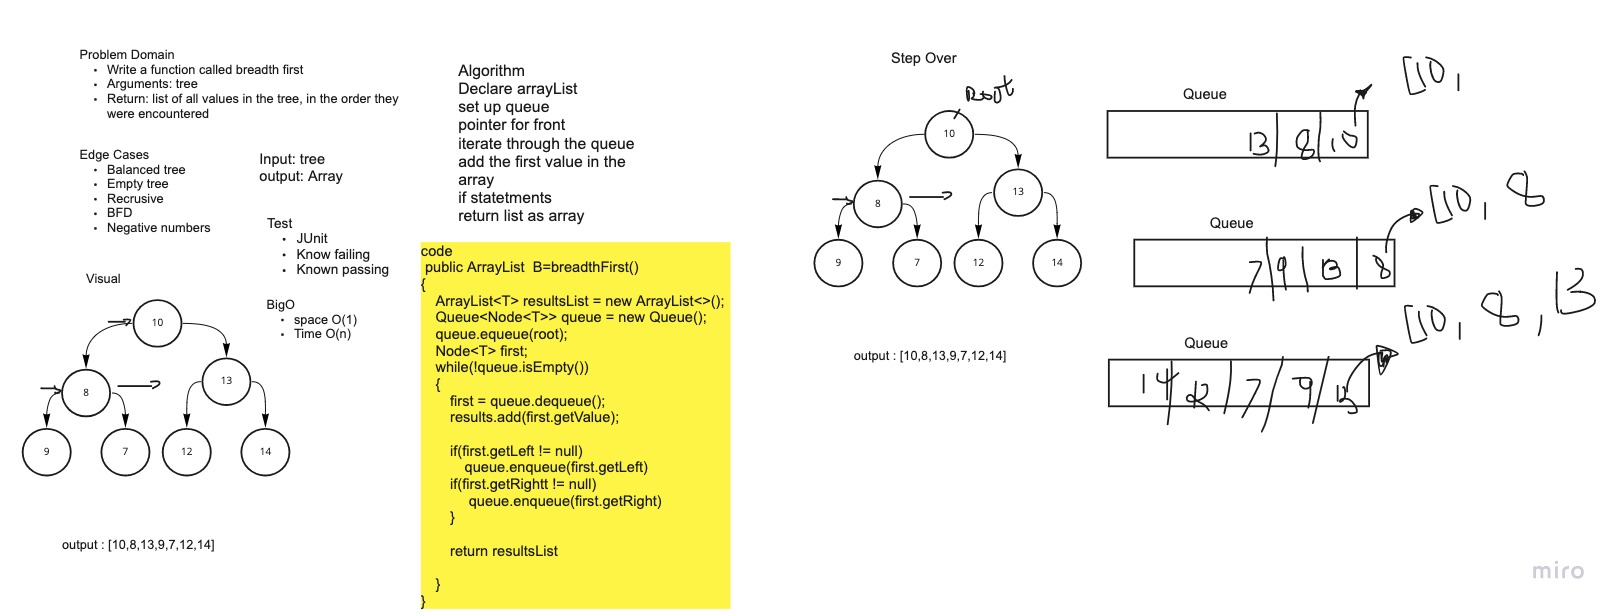 Problem Domain
• Write a function called breadth first
• Arguments: tree
• Return: list of all values in the tree, in the order they
were encountered
Edge Cases
• Balanced tree
• Empty tree
• Recrusive
• BFD
• Negative numbers
Input: tree
output: Array
Test
• JUnit
• Know failing
• Known passing
BigO
• space O(1)
• Time O(n)
Visual
10
8
13
9
7
12
14
output : [10,8,13,9,7,12,14]
Algorithm
Declare arrayList
set up queue
pointer for front
iterate through the queue
add the first value in the
array
if statetments
return list as array
code
public ArrayList B=breadthFirst()
{
ArrayList<T> resultsList = new ArrayList<>();
Queue<Node<T>> queue = new Queue();
queue.equeue(root);
Node<T> first;
while(!queue.isEmpty())
{
first = queue.dequeue();
results.add(first.getValue);
if(first.getLeft != null)
queue.enqueue(first.getLeft)
if(first.getRightt != null)
queue.enqueue(first.getRight)
}
return resultsList
}
}
Step Over
Root
10
8
13
9
7
12
14
output : [10,8,13,9,7,12,14]
Queue
13 8 10
[10,
Queue
7 9 13 8
[10, 8
Queue
14 12 7 9 13
[10, 8, 13
miro